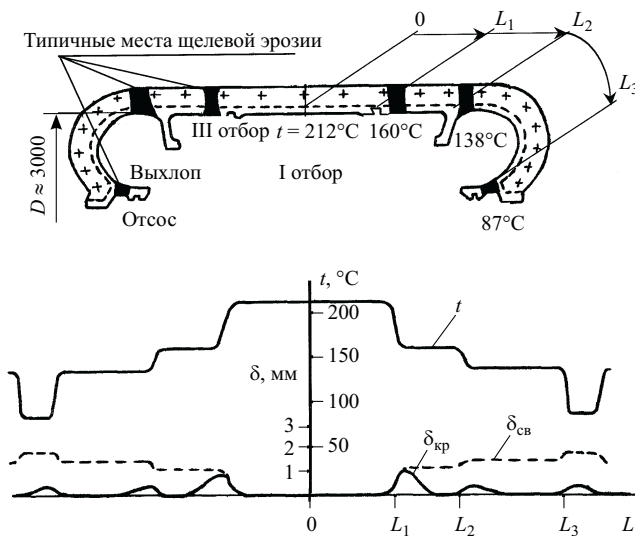 Типичные места щелевой эрозии
0
L1
L2
L3
III отбор t = 212°C
160°C
138°C
D ≈ 3000
Выхлоп
I отбор
Отсос
87°C
t, °C
200
t
δ, мм
150
100
3
2
50
1
δкр
δсв
0
L1
L2
L3
L